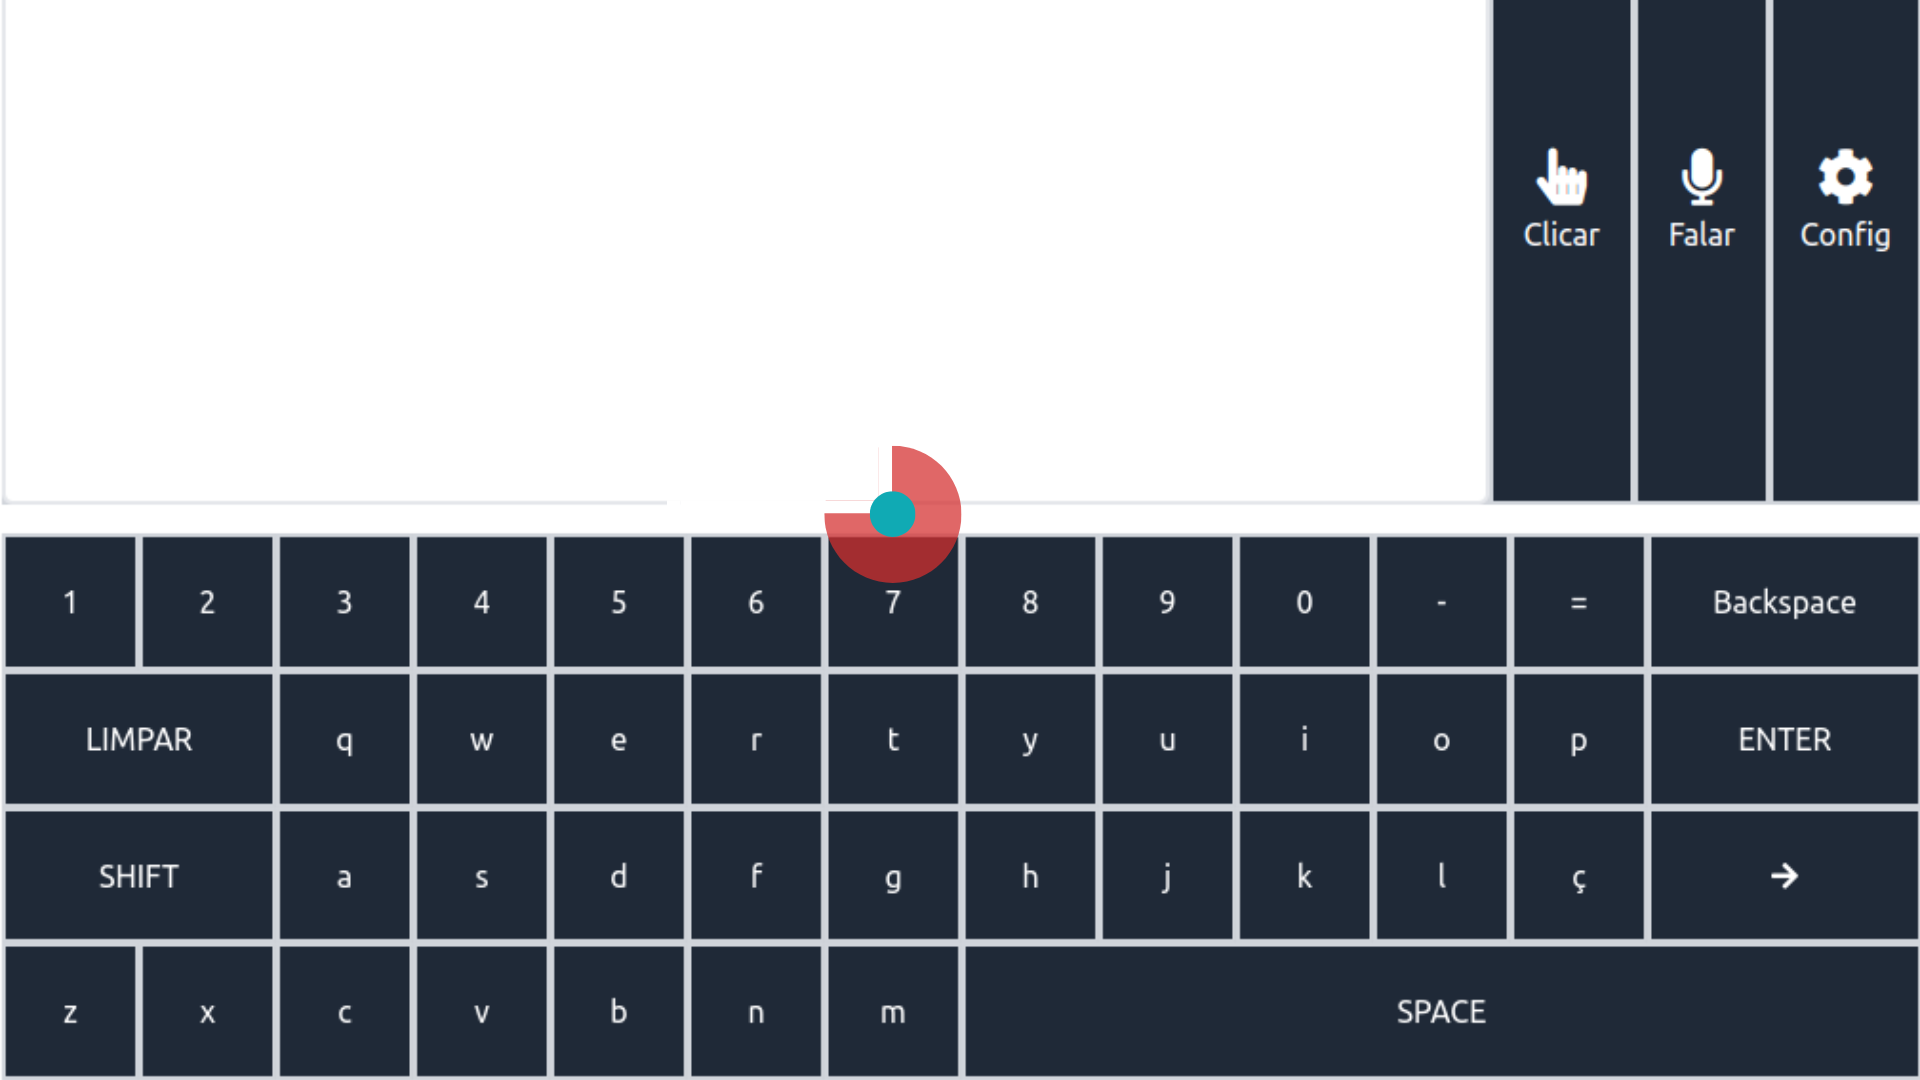 Clicar Falar Config
1 2 3 4 5 6 7 8 9 0 - = Backspace
LIMPAR q w e r t y u i o p ENTER
SHIFT a s d f g h j k l ç →
z x c v b n m SPACE